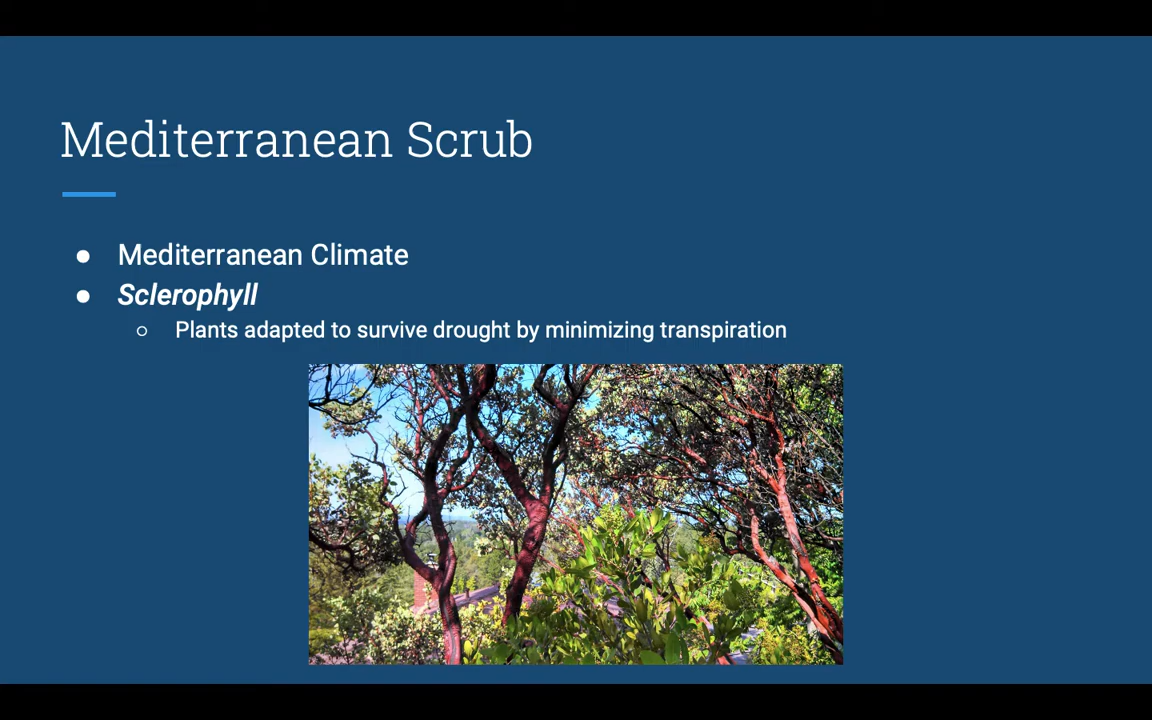 Mediterranean Scrub
● Mediterranean Climate
● Sclerophyll
○ Plants adapted to survive drought by minimizing transpiration